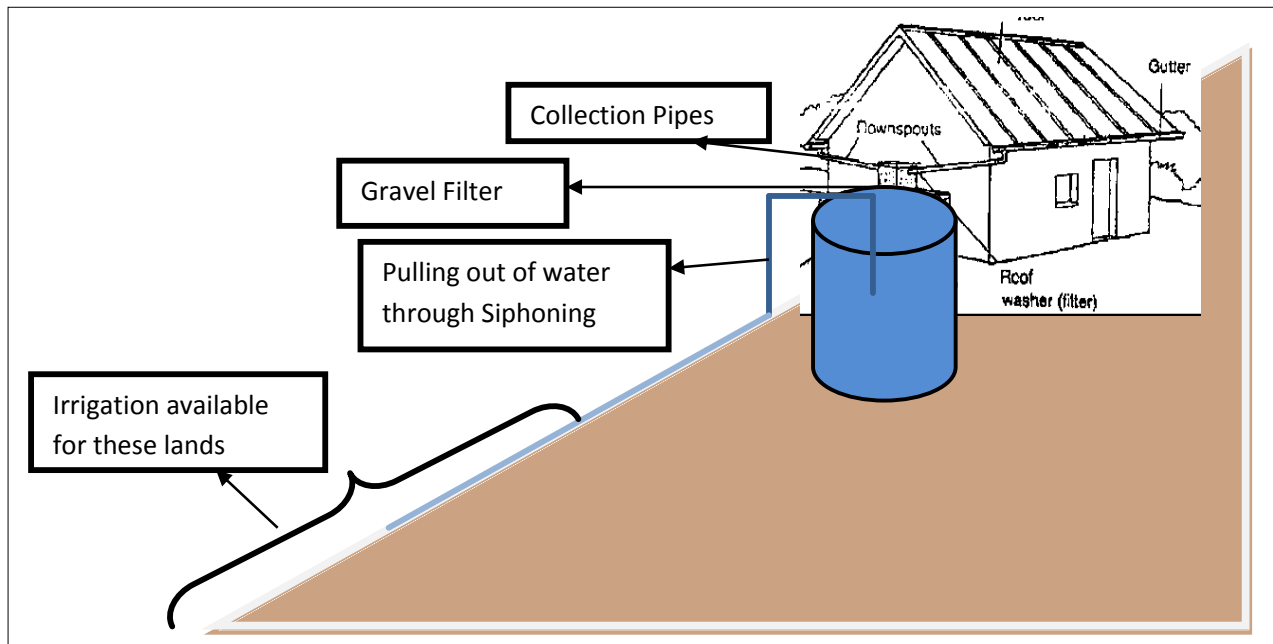 Gutter
Collection Pipes
Downspouts
Gravel Filter
Pulling out of water
through Siphoning
Roof
washer (filter)
Irrigation available
for these lands